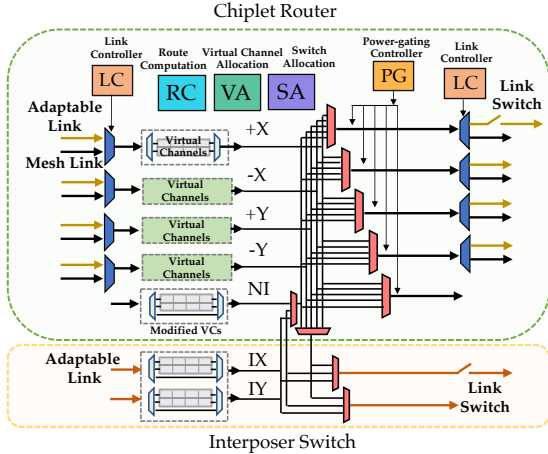 Chiplet Router
Link
Controller
Route
Computation
Virtual Channel
Allocation
Switch
Allocation
Power-gating
Controller
Link
Controller
LC
RC
VA
SA
PG
LC
Link
Switch
Adaptable
Link
Mesh Link
Virtual
Channels
+X
Virtual
Channels
-X
Virtual
Channels
+Y
Virtual
Channels
-Y
NI
Modified VCs
Adaptable
Link
IX
IY
Link
Switch
Interposer Switch